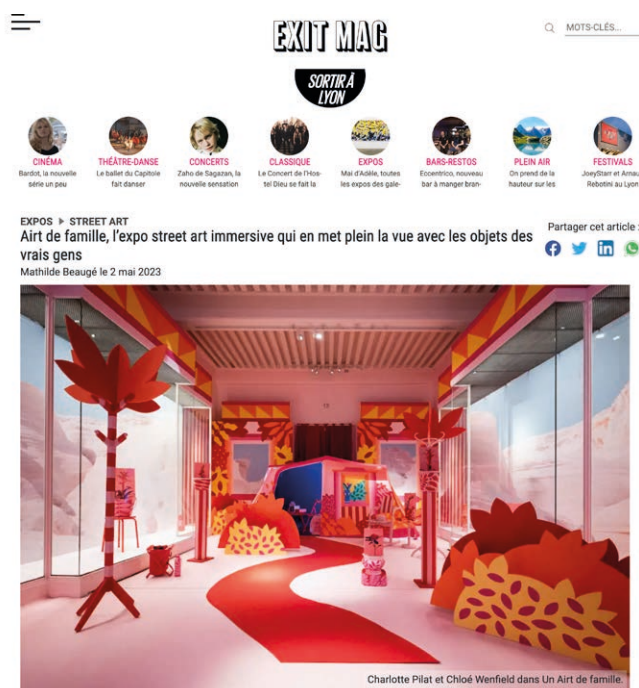 EXIT MAG
MOTS-CLÉS...
SORTIR À
LYON
CINÉMA
Bardot, la nouvelle
série un peu
THÉÂTRE-DANSE
Le ballet du Capitole
fait danser
CONCERTS
Zaho de Sagazan, la
nouvelle sensation
CLASSIQUE
Le Concert de l'Hos-
tel Dieu se fait la
EXPOS
Mai d'Adèle, toutes
les expos des gale-
BARS-RESTOS
Eccentrico, nouveau
bar à manger bran-
PLEIN AIR
On prend de la
hauteur sur les
FESTIVALS
JoeyStarr et Arnau
Rebotini au Lyon
EXPOS ▶ STREET ART
Airt de famille, l'expo street art immersive qui en met plein la vue avec les objets des
vrais gens
Mathilde Beaugé le 2 mai 2023
Partager cet article :
Charlotte Pilat et Chloé Wenfield dans Un Airt de famille.